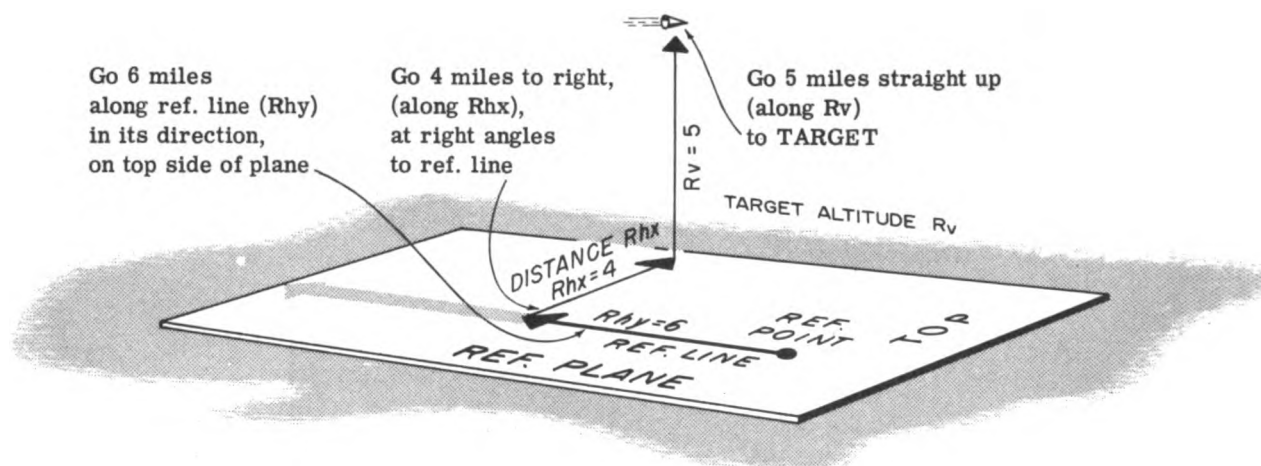 Go 6 miles
along ref. line (Rhy)
in its direction,
on top side of plane
Go 4 miles to right,
(along Rhx),
at right angles
to ref. line
Go 5 miles straight up
(along Rv)
to TARGET
Rv = 5
TARGET ALTITUDE Rv
DISTANCE Rhx
Rhx=4
Rhy=6
REF. LINE
REF.
POINT
TOP
REF. PLANE